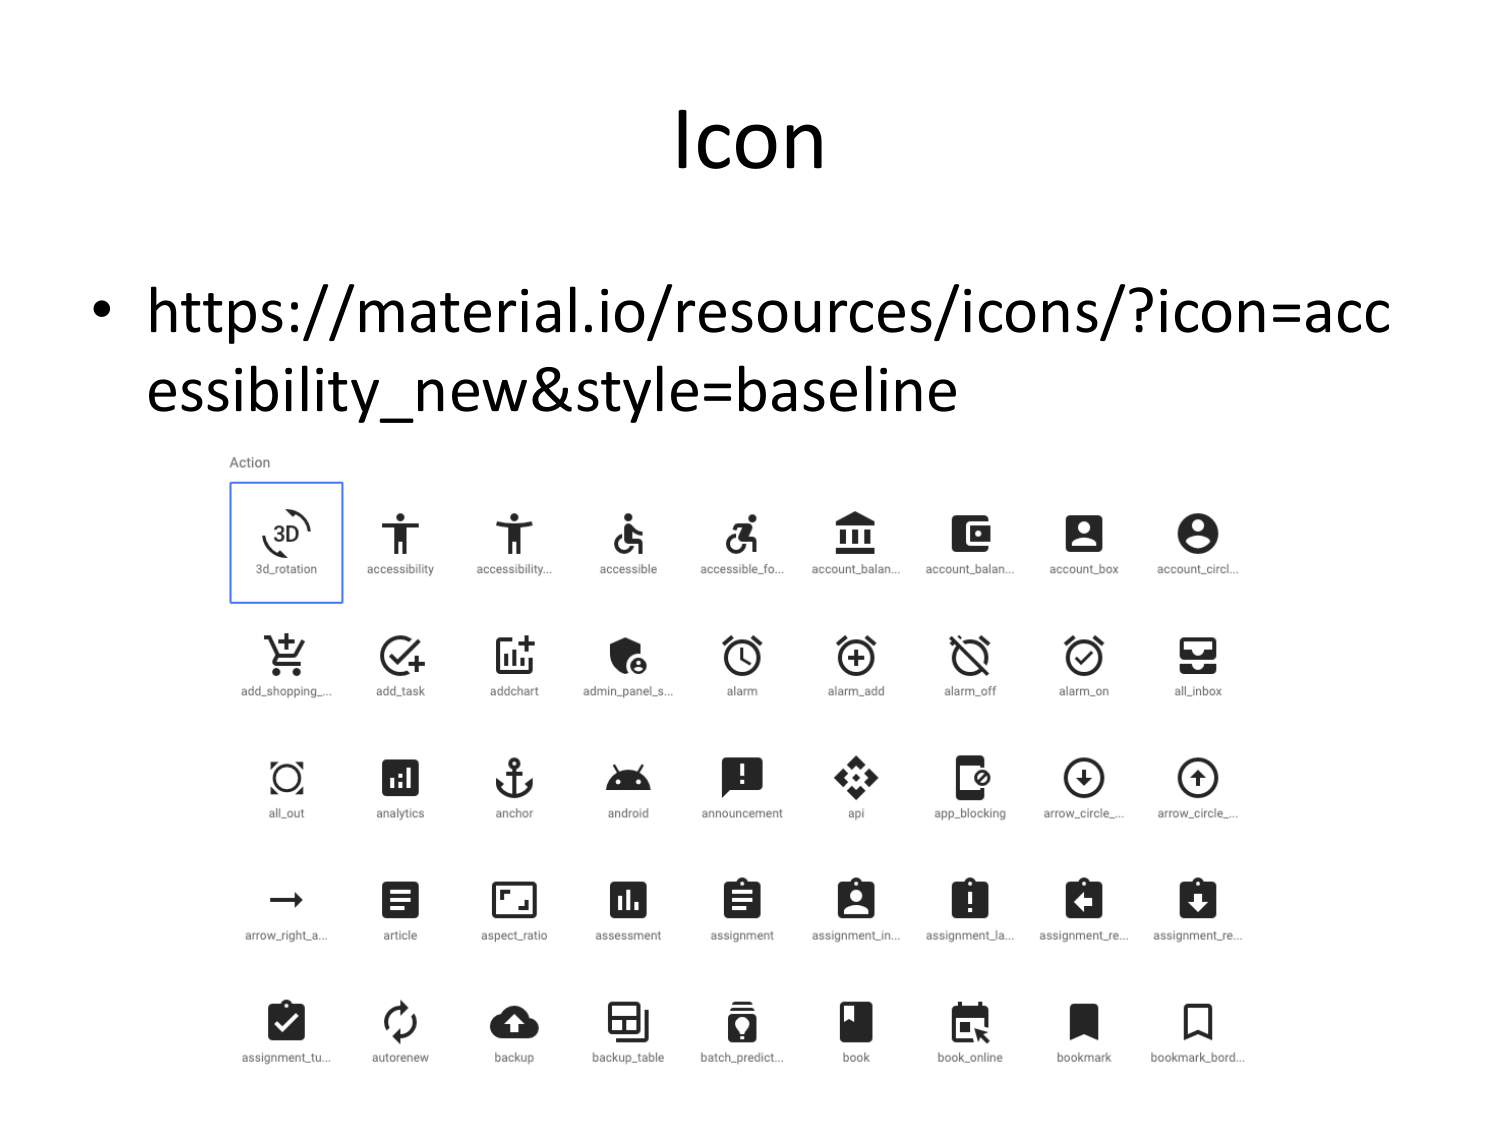 Icon
• https://material.io/resources/icons/?icon=acc
essibility_new&style=baseline
Action
3D
3d_rotation accessibility accessibility... accessible accessible_fo... account_balan... account_balan... account_box account_circl...
add_shopping_... add_task addchart admin_panel_s... alarm alarm_add alarm_off alarm_on all_inbox
all_out analytics anchor android announcement api app_blocking arrow_circle_... arrow_circle_...
arrow_right_a... article aspect_ratio assessment assignment assignment_in... assignment_la... assignment_re... assignment_re...
assignment_tu... autorenew backup backup_table batch_predict... book book_online bookmark bookmark_bord...